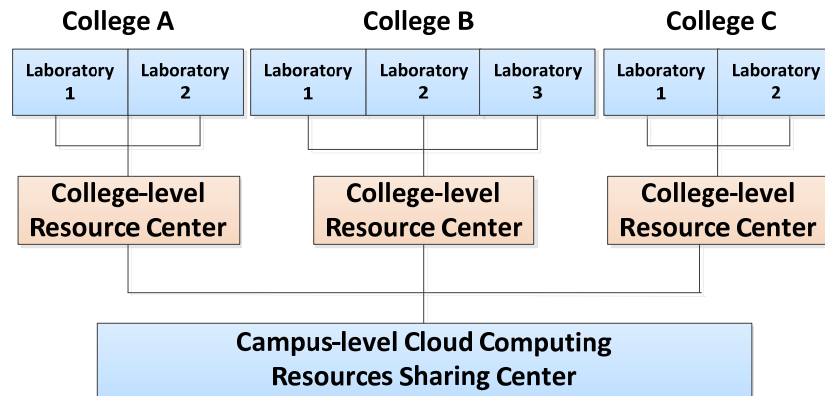 College A
College B
College C
Laboratory
1
Laboratory
2
Laboratory
1
Laboratory
2
Laboratory
3
Laboratory
1
Laboratory
2
College-level
Resource Center
College-level
Resource Center
College-level
Resource Center
Campus-level Cloud Computing
Resources Sharing Center